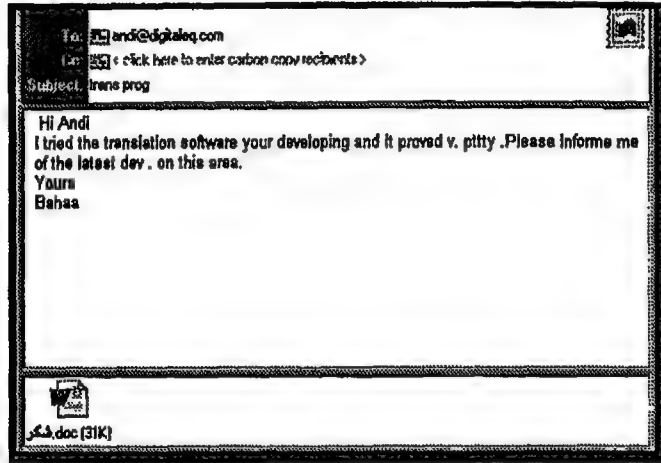 To: andi@digitaleq.com
Cc: < click here to enter carbon copy recipients >
Subject: trans prog
Hi Andi
I tried the translation software your developing and it proved v. pttty .Please informe me
of the latest dev . on this area.
Yours
Bahaa
شكر.doc (31K)